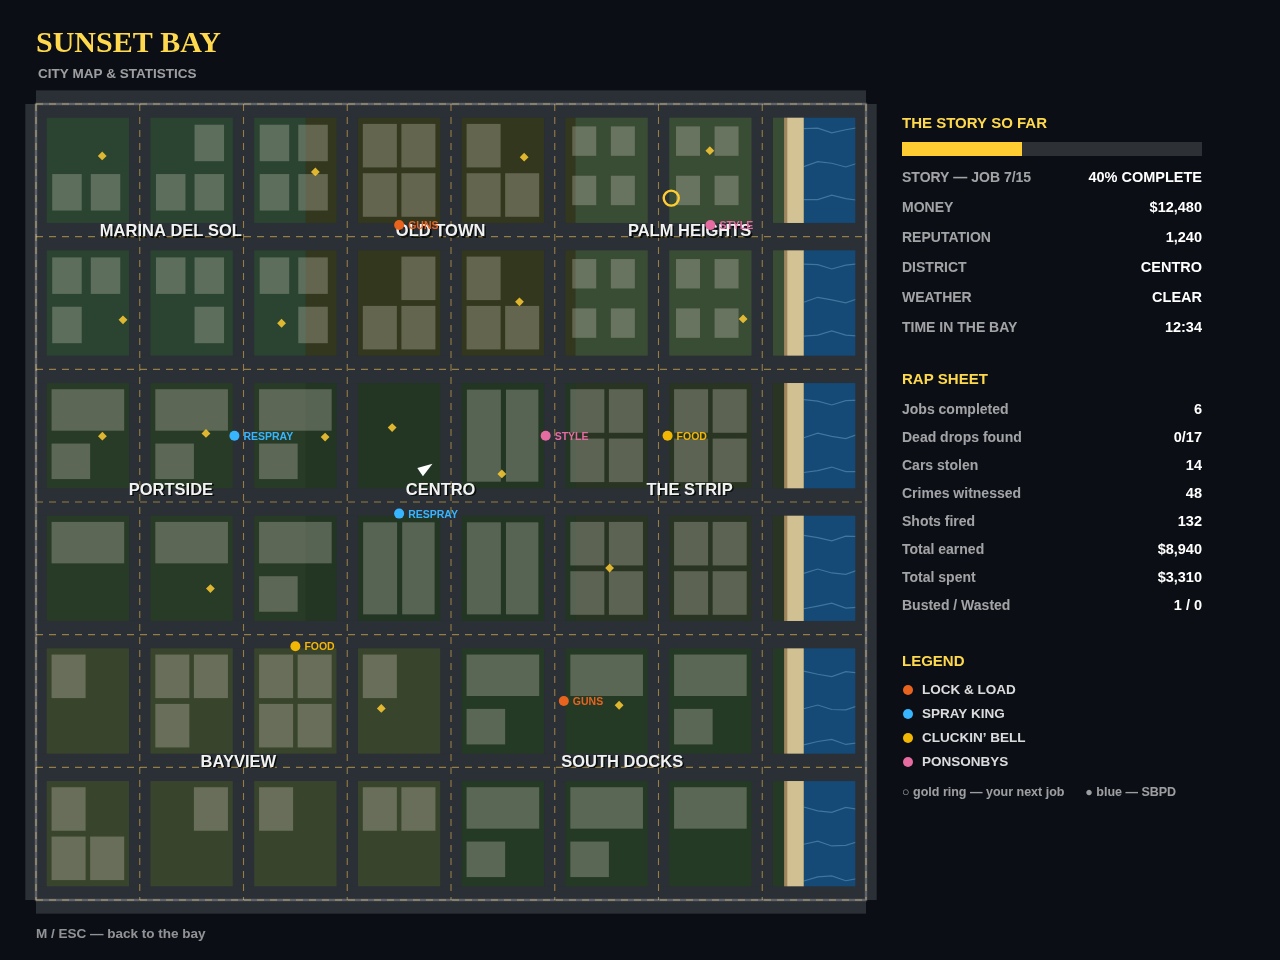 SUNSET BAY
CITY MAP & STATISTICS
MARINA DEL SOL
GUNS
OLD TOWN
STYLE
PALM HEIGHTS
RESPRAY
STYLE
FOOD
PORTSIDE
CENTRO
THE STRIP
RESPRAY
FOOD
GUNS
BAYVIEW
SOUTH DOCKS
M / ESC — back to the bay
THE STORY SO FAR
STORY — JOB 7/15 40% COMPLETE
MONEY $12,480
REPUTATION 1,240
DISTRICT CENTRO
WEATHER CLEAR
TIME IN THE BAY 12:34
RAP SHEET
Jobs completed 6
Dead drops found 0/17
Cars stolen 14
Crimes witnessed 48
Shots fired 132
Total earned $8,940
Total spent $3,310
Busted / Wasted 1 / 0
LEGEND
LOCK & LOAD
SPRAY KING
CLUCKIN’ BELL
PONSONBYS
○ gold ring — your next job ● blue — SBPD